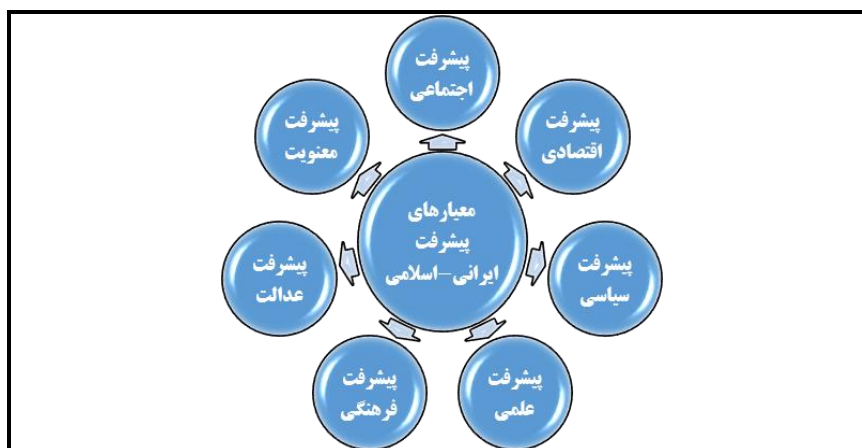 معیارهای
پیشرفت
ایرانی-اسلامی
پیشرفت
اجتماعی
پیشرفت
اقتصادی
پیشرفت
سیاسی
پیشرفت
علمی
پیشرفت
فرهنگی
پیشرفت
عدالت
پیشرفت
معنویت